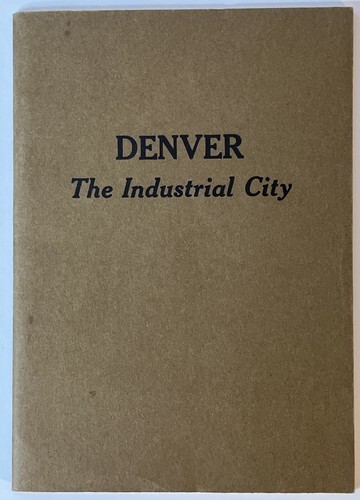 DENVER
The Industrial City